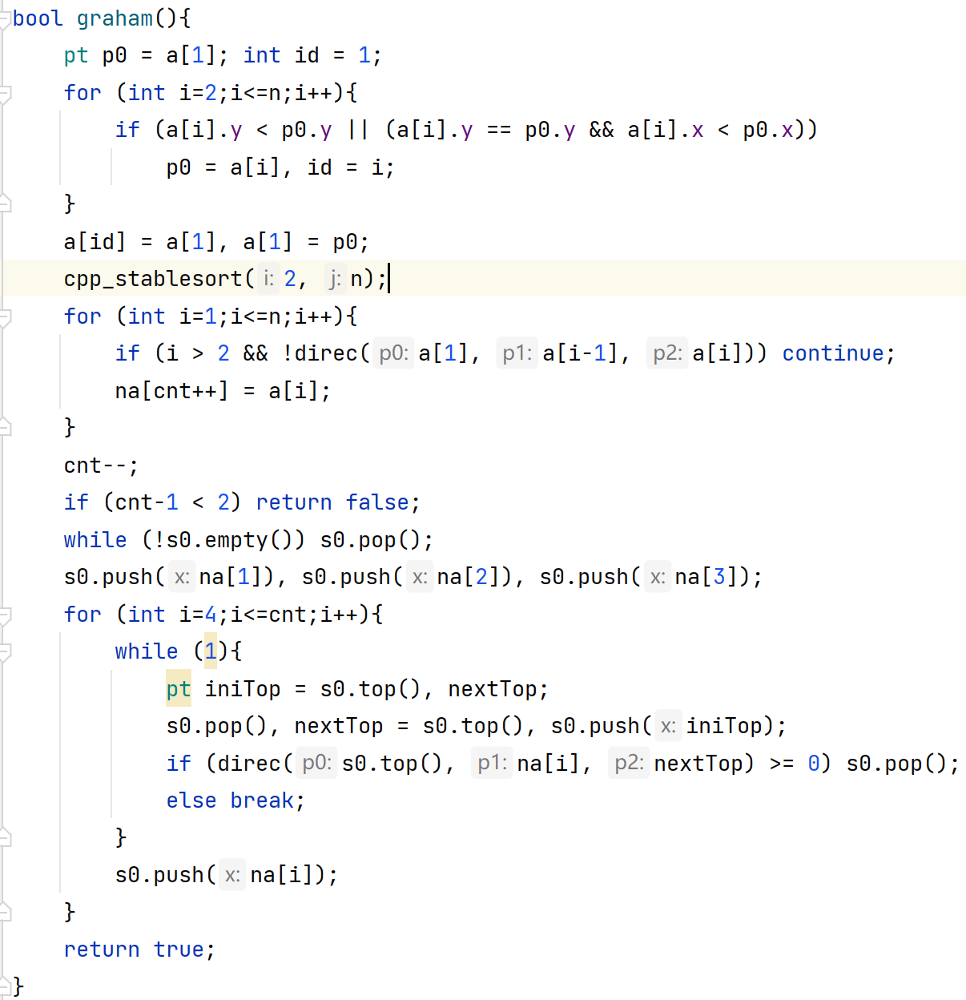 bool graham(){
    pt p0 = a[1]; int id = 1;
    for (int i=2;i<=n;i++){
        if (a[i].y < p0.y || (a[i].y == p0.y && a[i].x < p0.x))
            p0 = a[i], id = i;
    }
    a[id] = a[1], a[1] = p0;
    cpp_stablesort( i: 2, j: n);
    for (int i=1;i<=n;i++){
        if (i > 2 && !direc( p0: a[1], p1: a[i-1], p2: a[i])) continue;
        na[cnt++] = a[i];
    }
    cnt--;
    if (cnt-1 < 2) return false;
    while (!s0.empty()) s0.pop();
    s0.push( x: na[1]), s0.push( x: na[2]), s0.push( x: na[3]);
    for (int i=4;i<=cnt;i++){
        while (1){
            pt iniTop = s0.top(), nextTop;
            s0.pop(), nextTop = s0.top(), s0.push( x: iniTop);
            if (direc( p0: s0.top(), p1: na[i], p2: nextTop) >= 0) s0.pop();
            else break;
        }
        s0.push( x: na[i]);
    }
    return true;
}